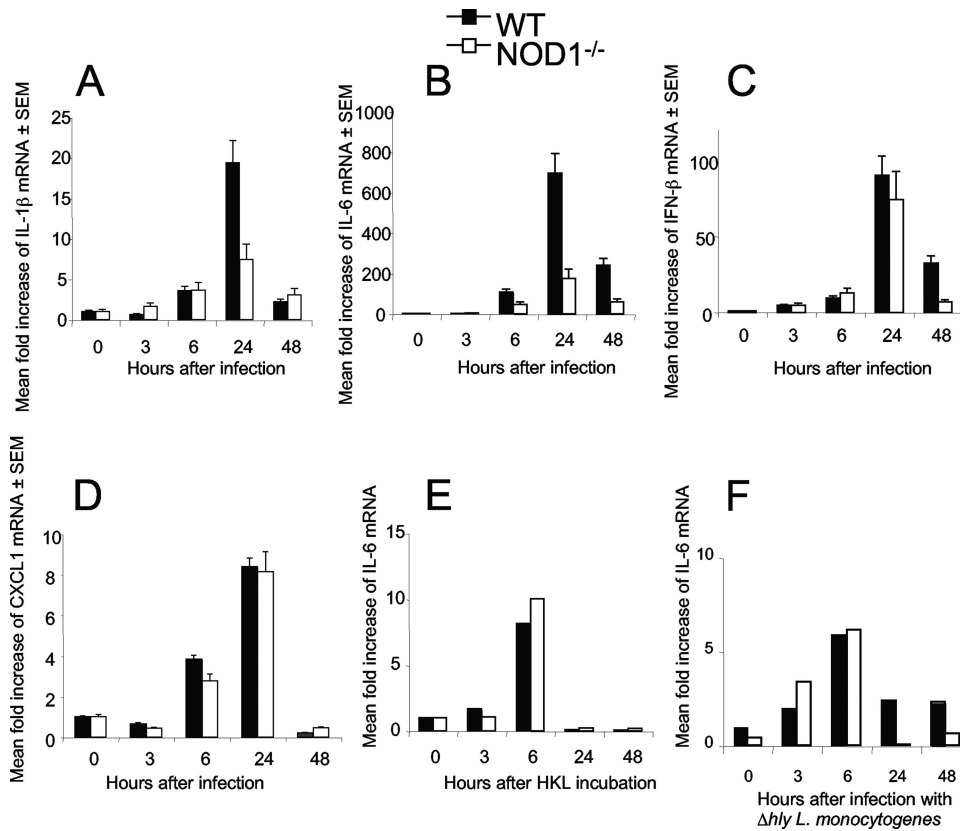 WT
NOD1-/-
A
Mean fold increase of IL-1β mRNA ± SEM
25
20
15
10
5
0
0 3 6 24 48
Hours after infection
B
Mean fold increase of IL-6 mRNA ± SEM
1000
800
600
400
200
0
0 3 6 24 48
Hours after infection
C
Mean fold increase of IFN-β mRNA ± SEM
100
50
0
0 3 6 24 48
Hours after infection
D
Mean fold increase of CXCL1 mRNA ± SEM
10
8
6
4
2
0
0 3 6 24 48
Hours after infection
E
Mean fold increase of IL-6 mRNA
15
10
5
0
0 3 6 24 48
Hours after HKL incubation
F
Mean fold increase of IL-6 mRNA
10
5
0
0 3 6 24 48
Hours after infection with
Δhly L. monocytogenes